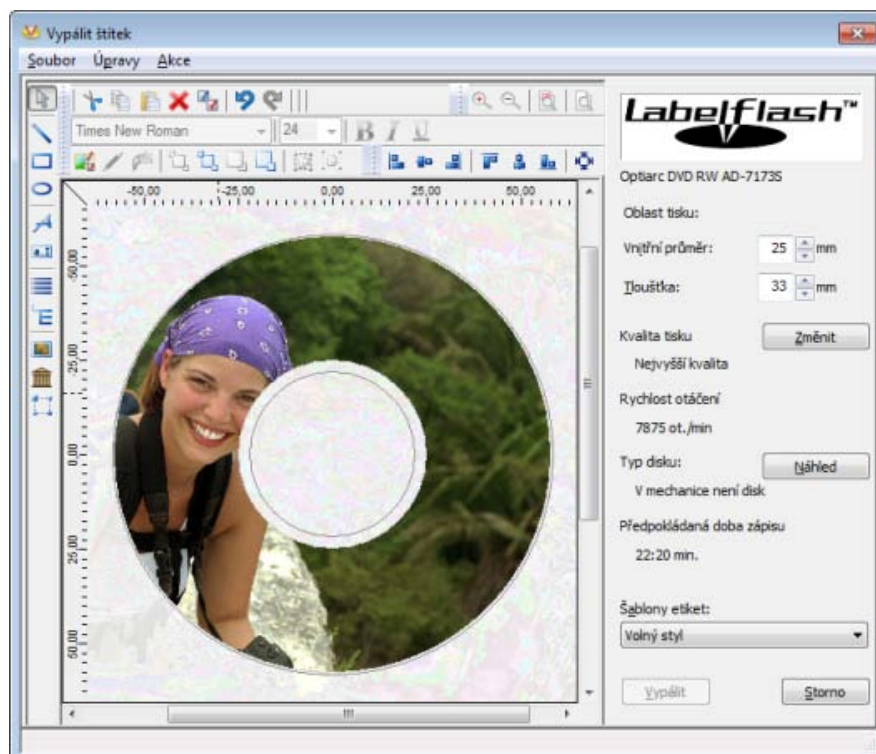 Vypálit štítek
Soubor Úpravy Akce
Times New Roman 24 B I U
-50,00 -25,00 0,00 25,00 50,00
-50,00
-25,00
0,00
25,00
50,00
Labelflash™
Optiarc DVD RW AD-7173S
Oblast tisku:
Vnitřní průměr: 25 mm
Tloušťka: 33 mm
Kvalita tisku Změnit
Nejvyšší kvalita
Rychlost otáčení
7875 ot./min
Typ disku: Náhled
V mechanice není disk
Předpokládaná doba zápisu
22:20 min.
Šablony etiket:
Volný styl
Vypálit Storno